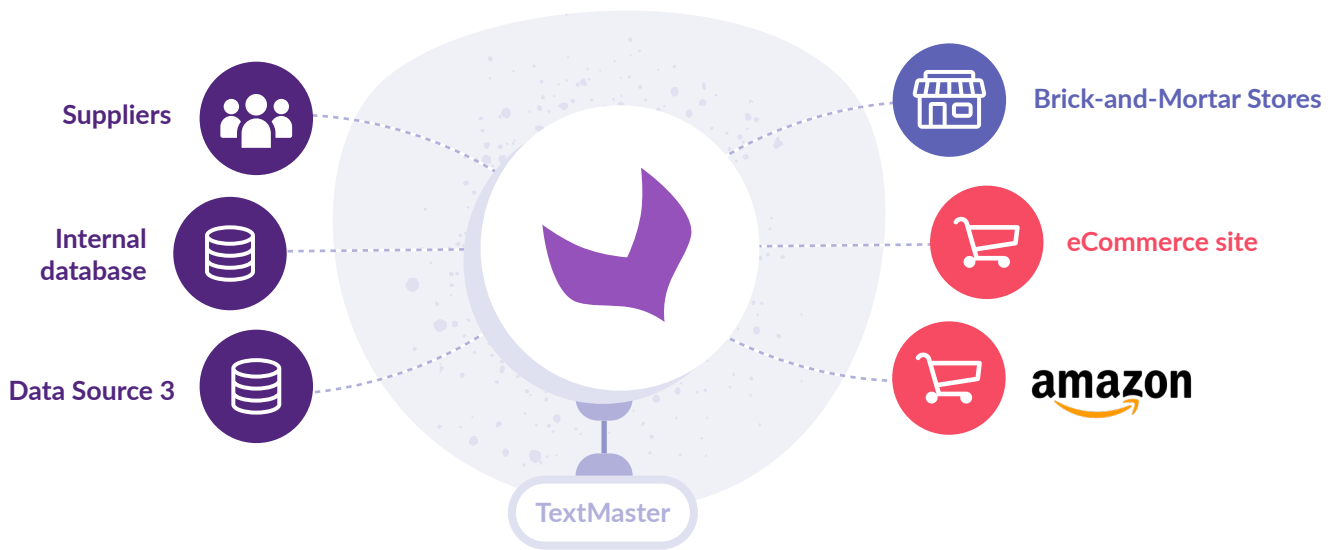 Suppliers
Internal
database
Data Source 3
TextMaster
Brick-and-Mortar Stores
eCommerce site
amazon